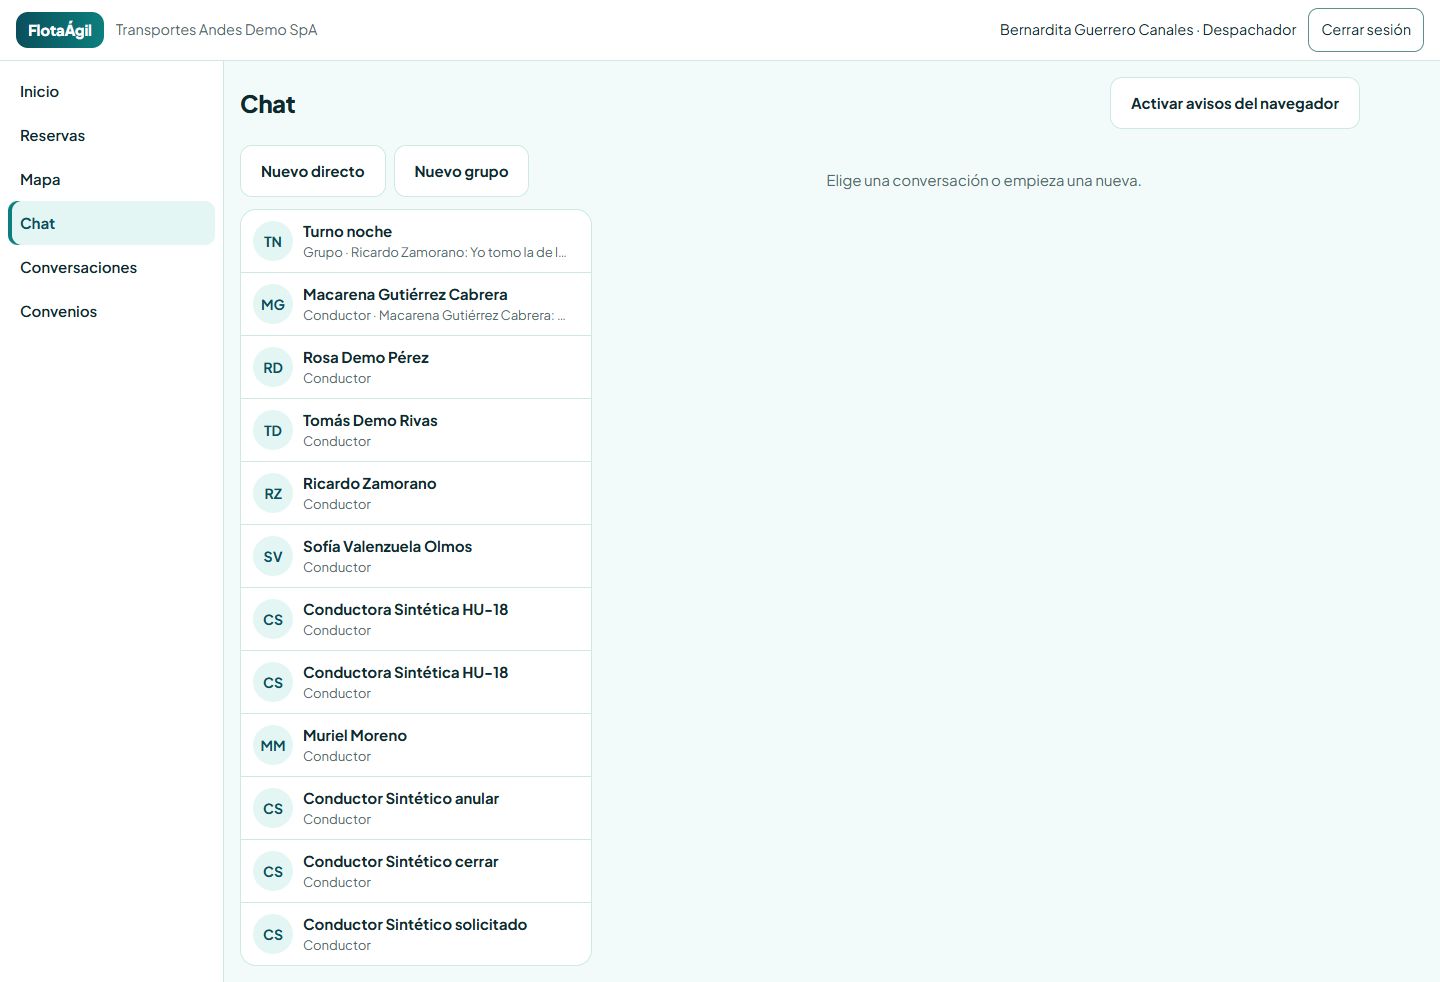 FlotaÁgil
Transportes Andes Demo SpA
Bernardita Guerrero Canales · Despachador
Cerrar sesión
Inicio
Reservas
Mapa
Chat
Conversaciones
Convenios
Chat
Activar avisos del navegador
Nuevo directo
Nuevo grupo
Elige una conversación o empieza una nueva.
TN
Turno noche
Grupo · Ricardo Zamorano: Yo tomo la de l...
MG
Macarena Gutiérrez Cabrera
Conductor · Macarena Gutiérrez Cabrera: ...
RD
Rosa Demo Pérez
Conductor
TD
Tomás Demo Rivas
Conductor
RZ
Ricardo Zamorano
Conductor
SV
Sofía Valenzuela Olmos
Conductor
CS
Conductora Sintética HU-18
Conductor
CS
Conductora Sintética HU-18
Conductor
MM
Muriel Moreno
Conductor
CS
Conductor Sintético anular
Conductor
CS
Conductor Sintético cerrar
Conductor
CS
Conductor Sintético solicitado
Conductor